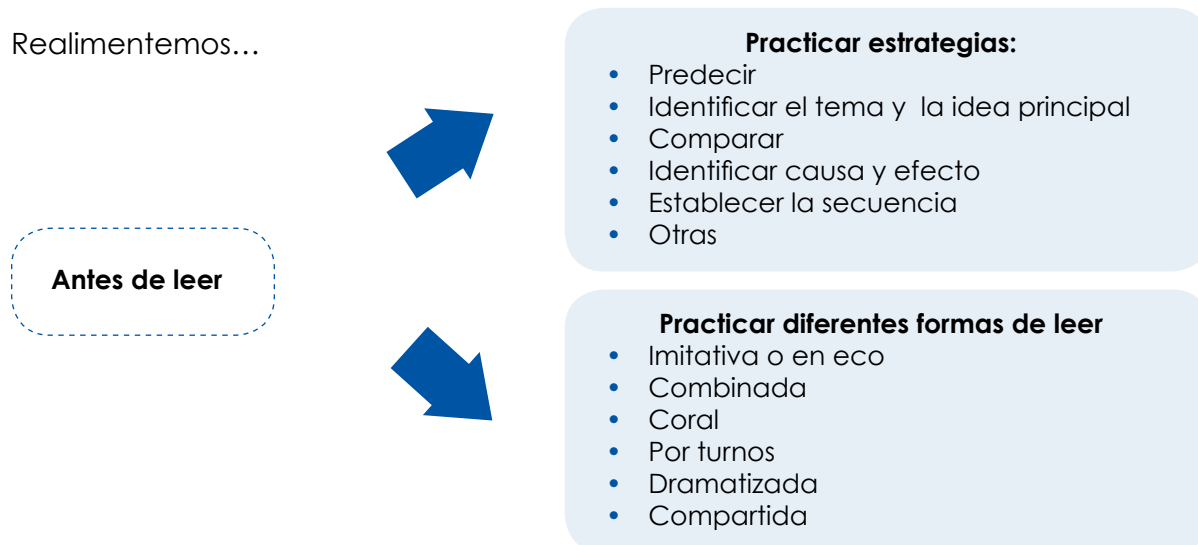 Realimentemos…
Antes de leer
Practicar estrategias:
• Predecir
• Identificar el tema y  la idea principal
• Comparar
• Identificar causa y efecto
• Establecer la secuencia
• Otras
Practicar diferentes formas de leer
• Imitativa o en eco
• Combinada
• Coral
• Por turnos
• Dramatizada
• Compartida